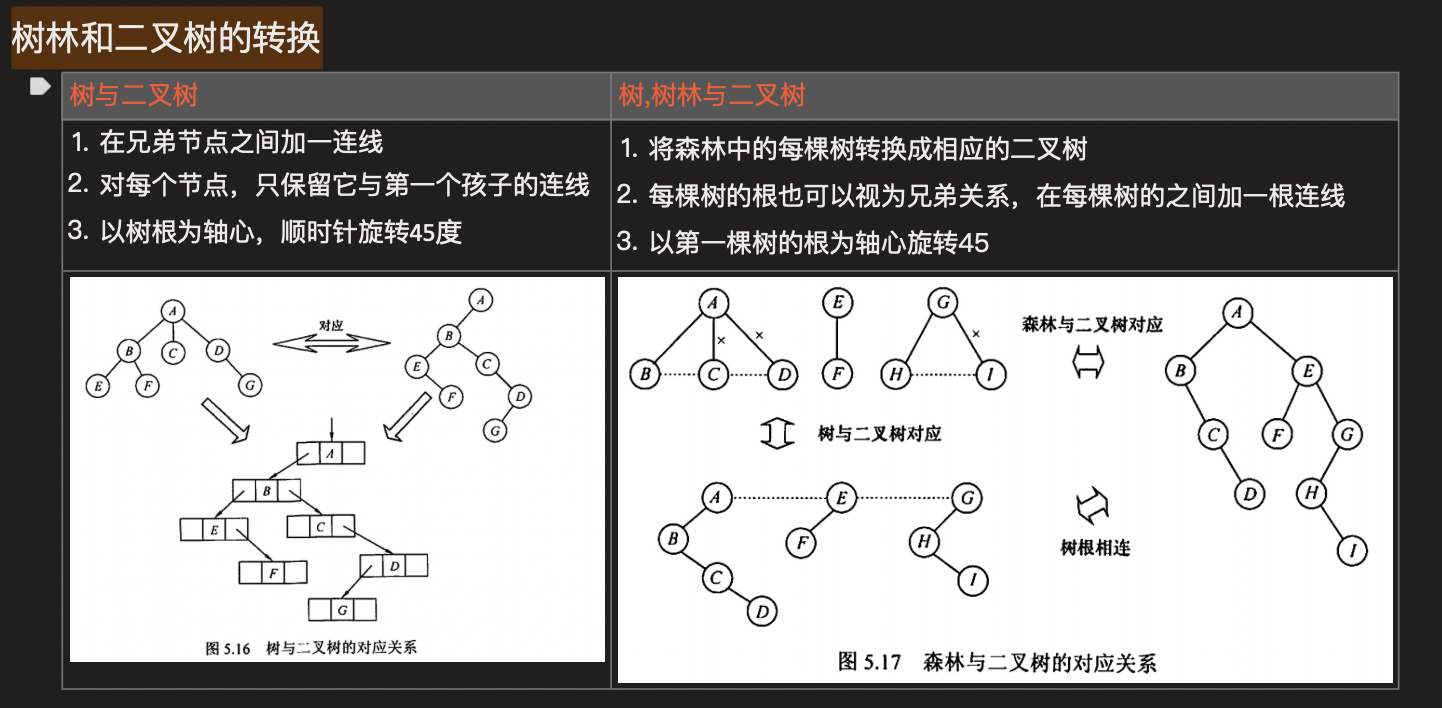 树林和二叉树的转换
树与二叉树
1. 在兄弟节点之间加一连线
2. 对每个节点，只保留它与第一个孩子的连线
3. 以树根为轴心，顺时针旋转45度
A
B
C
D
E
F
G
对应
A
B
E
C
F
D
G
A
B
E
C
F
D
G
图 5.16 树与二叉树的对应关系
树,树林与二叉树
1. 将森林中的每棵树转换成相应的二叉树
2. 每棵树的根也可以视为兄弟关系，在每棵树的之间加一根连线
3. 以第一棵树的根为轴心旋转45
A
E
G
×
×
×
B
C
D
F
H
I
森林与二叉树对应
树与二叉树对应
A
E
G
B
F
H
C
I
D
树根相连
A
B
E
C
F
G
D
H
I
图 5.17 森林与二叉树的对应关系